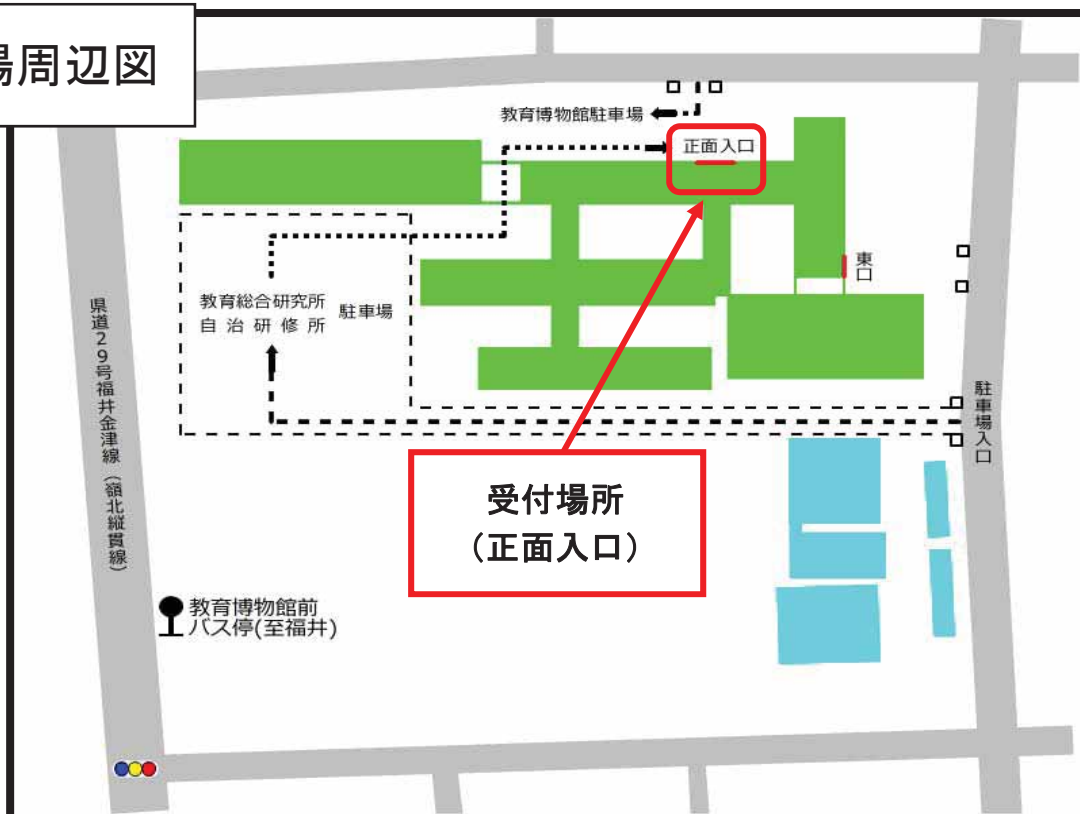 場周辺図
教育博物館駐車場
正面入口
東口
教育総合研究所
自治研修所
駐車場
県道29号福井金津線(嶺北縦貫線)
駐車場入口
受付場所
(正面入口)
教育博物館前
バス停(至福井)